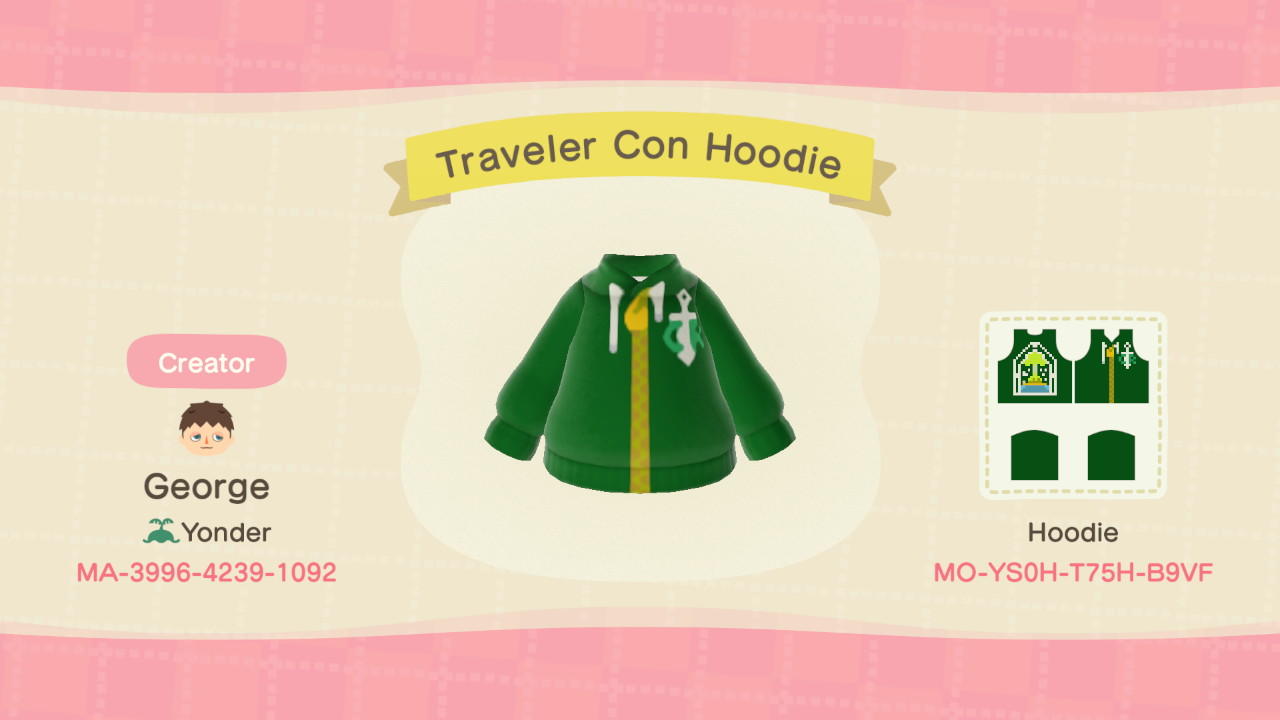 Traveler Con Hoodie
Creator
George
Yonder
MA-3996-4239-1092
Hoodie
MO-YS0H-T75H-B9VF